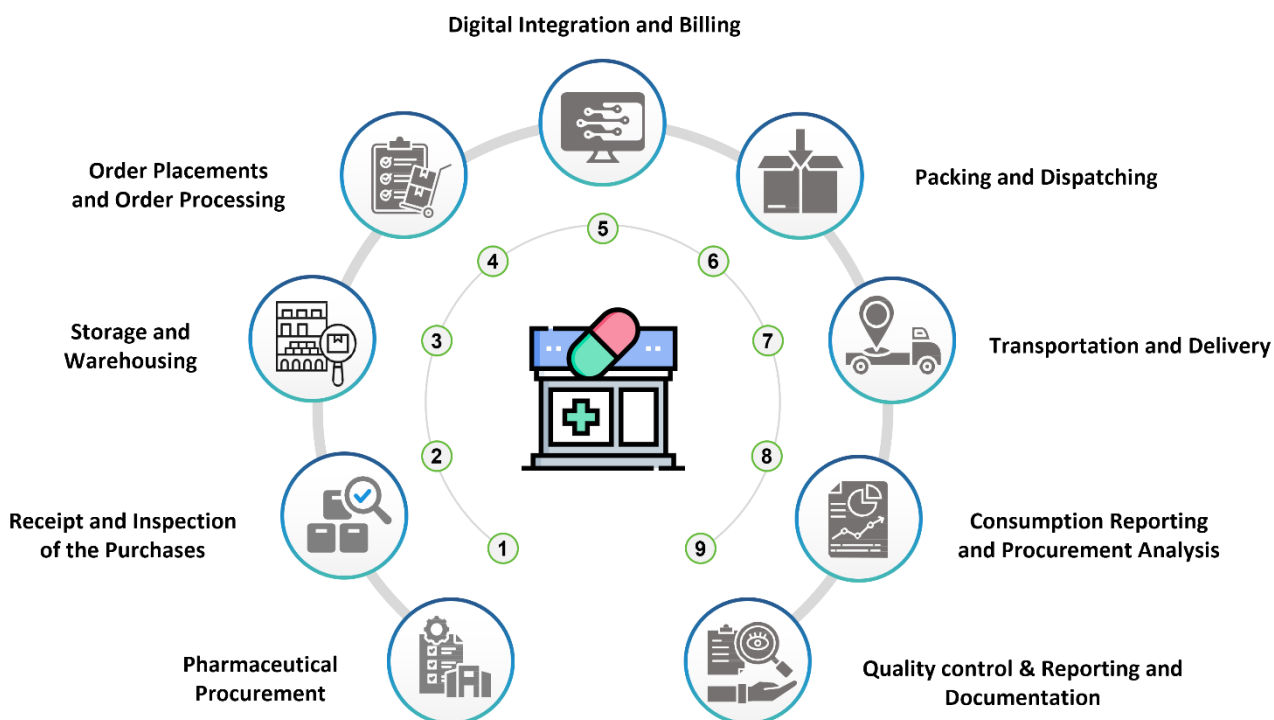 Digital Integration and Billing
Order Placements
and Order Processing
Packing and Dispatching
Storage and
Warehousing
Transportation and Delivery
Receipt and Inspection
of the Purchases
Consumption Reporting
and Procurement Analysis
Pharmaceutical
Procurement
Quality control & Reporting and
Documentation
1
2
3
4
5
6
7
8
9